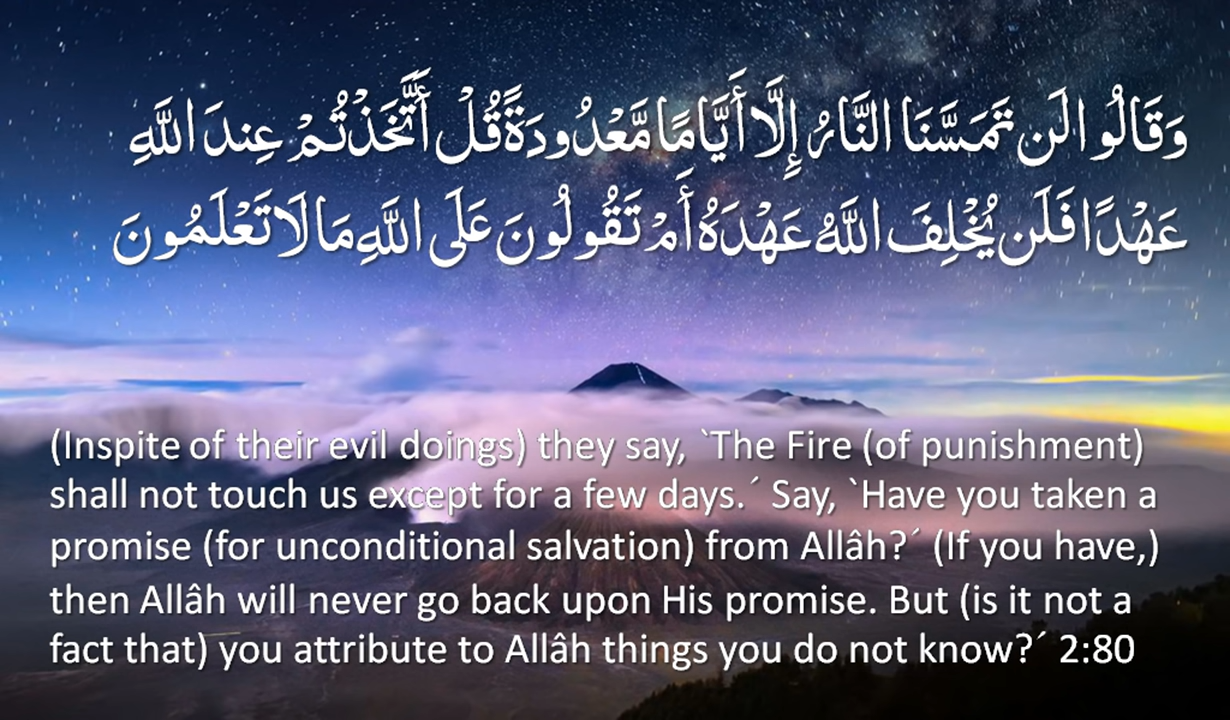 وَقَالُوا لَن تَمَسَّنَا النَّارُ إِلَّا أَيَّامًا مَّعْدُودَةً قُلْ أَتَّخَذْتُمْ عِندَ اللَّهِ
عَهْدًا فَلَن يُخْلِفَ اللَّهُ عَهْدَهُ أَمْ تَقُولُونَ عَلَى اللَّهِ مَا لَا تَعْلَمُونَ
(Inspite of their evil doings) they say, `The Fire (of punishment)
shall not touch us except for a few days.´ Say, `Have you taken a
promise (for unconditional salvation) from Allâh?´ (If you have,)
then Allâh will never go back upon His promise. But (is it not a
fact that) you attribute to Allâh things you do not know?´ 2:80